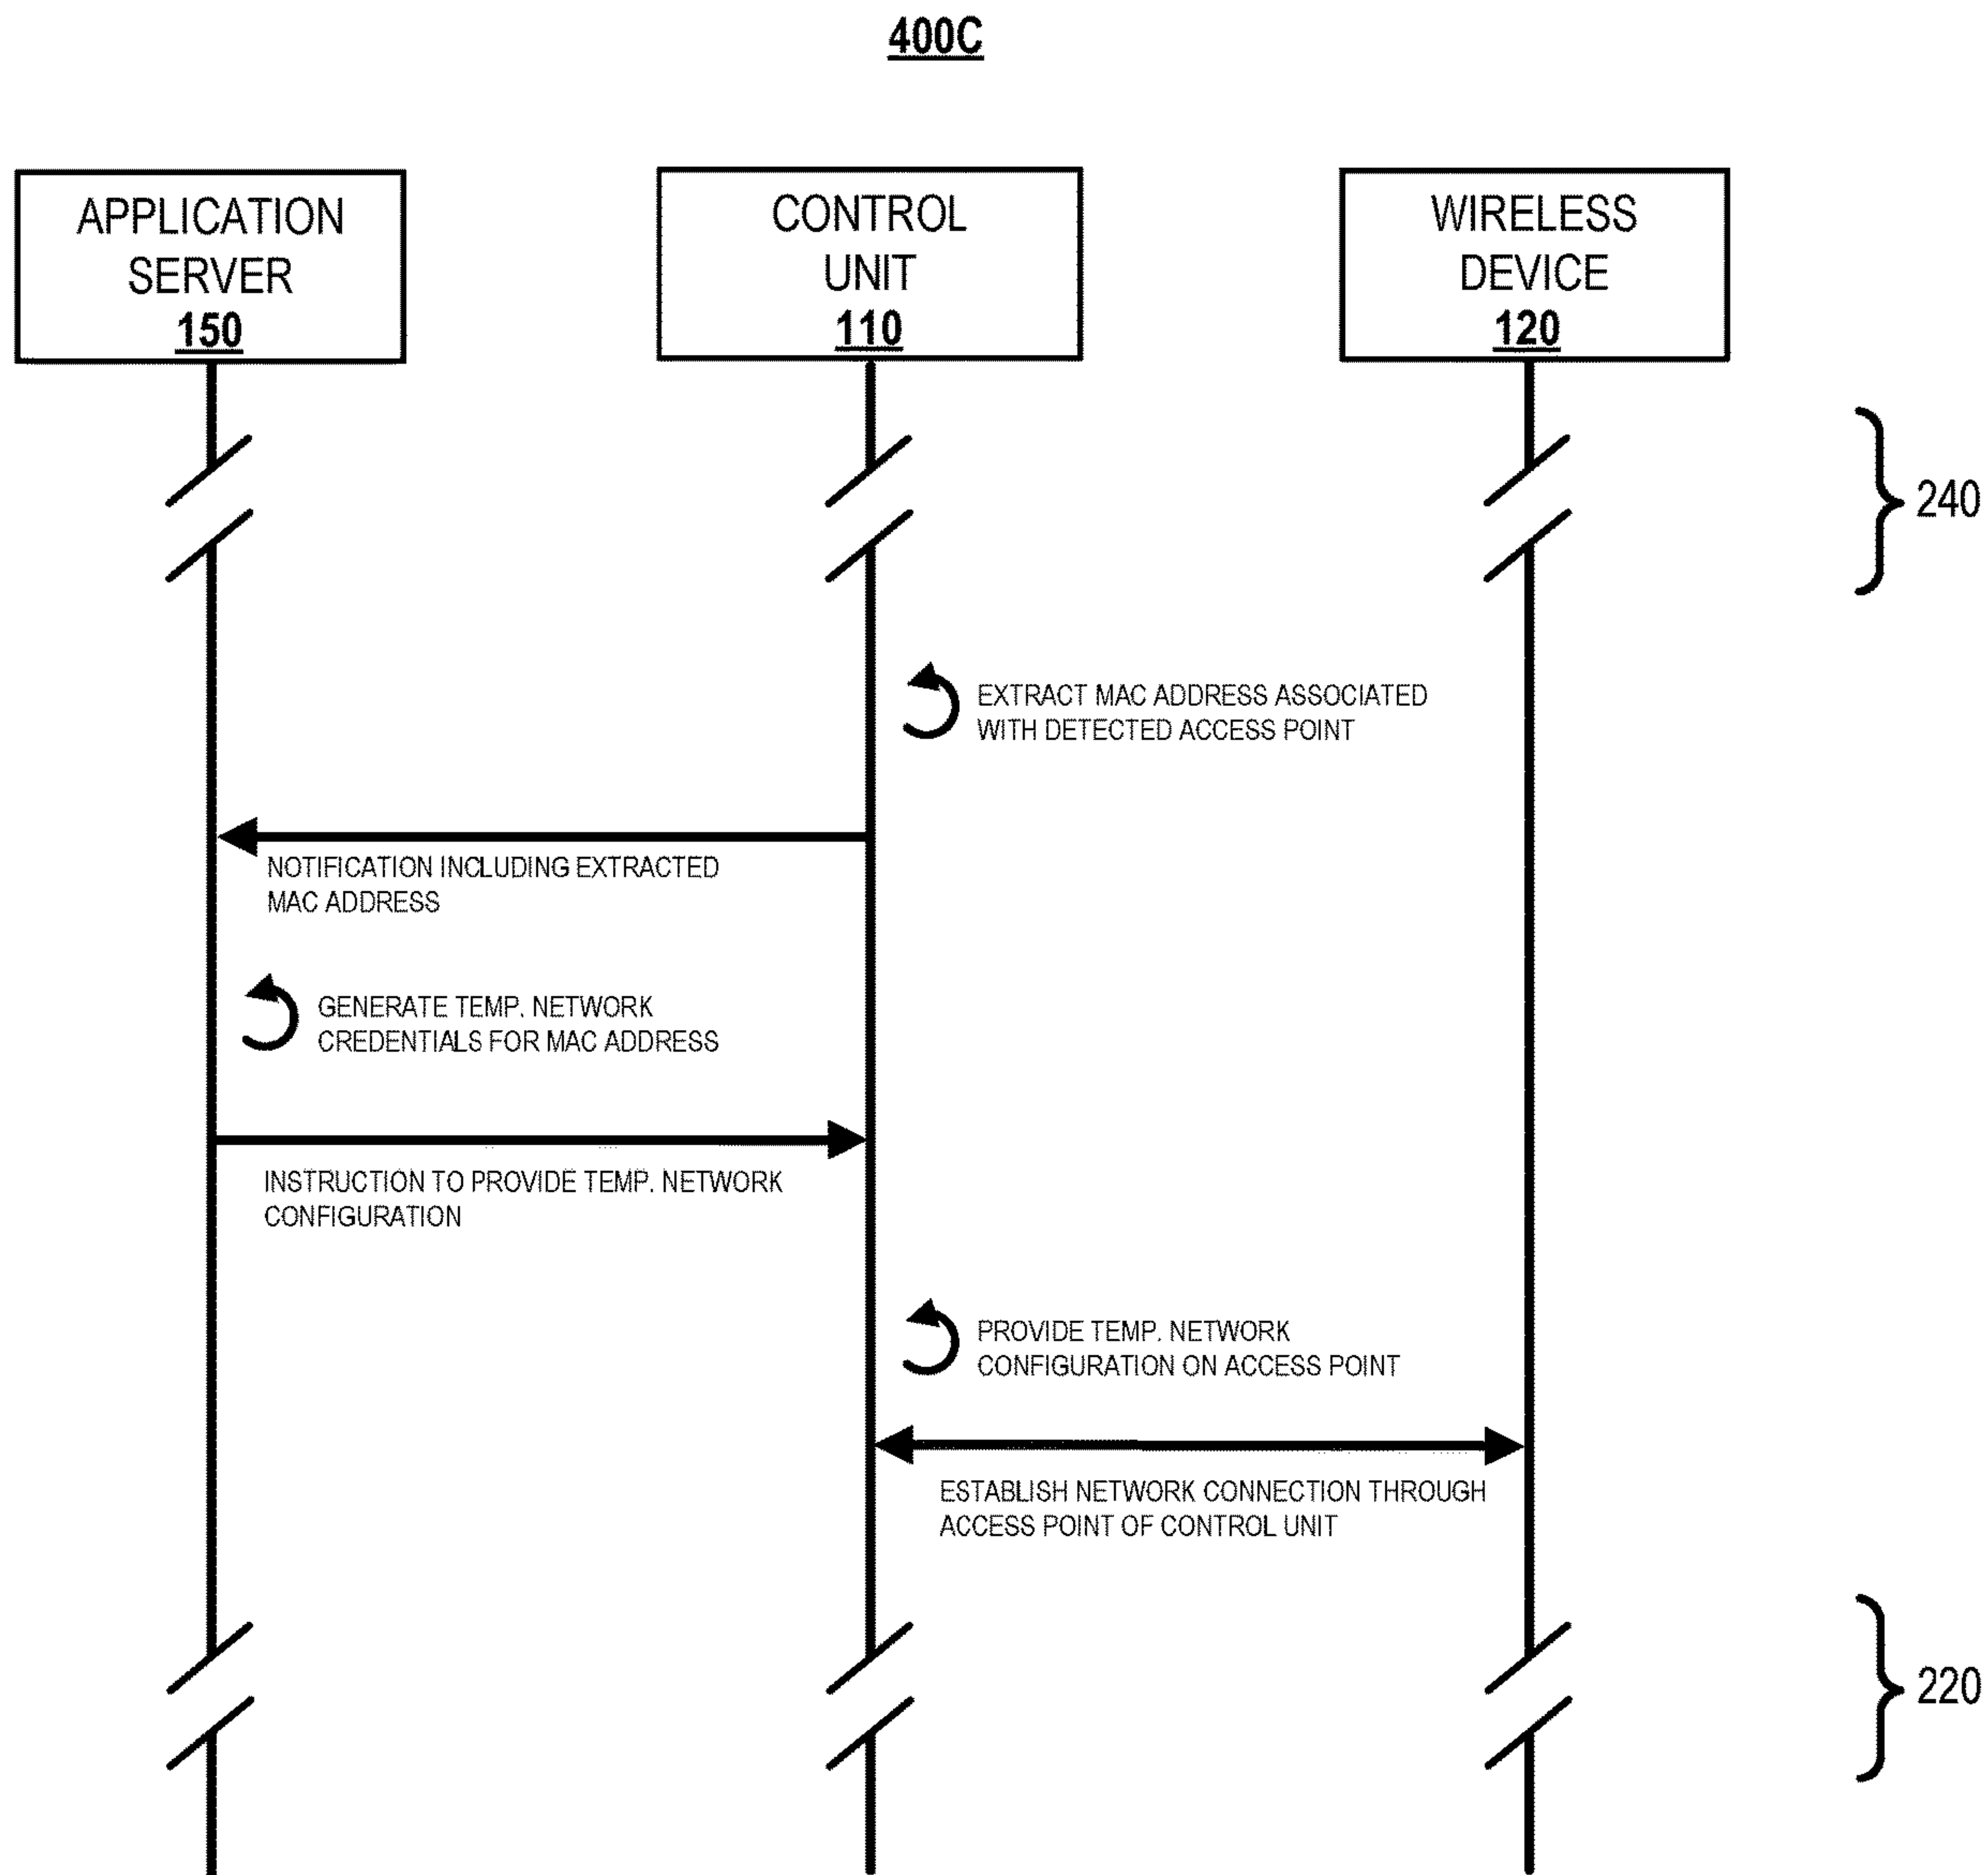 400C
APPLICATION
SERVER
150
CONTROL
UNIT
110
WIRELESS
DEVICE
120
240
EXTRACT MAC ADDRESS ASSOCIATED
WITH DETECTED ACCESS POINT
NOTIFICATION INCLUDING EXTRACTED
MAC ADDRESS
GENERATE TEMP. NETWORK
CREDENTIALS FOR MAC ADDRESS
INSTRUCTION TO PROVIDE TEMP. NETWORK
CONFIGURATION
PROVIDE TEMP. NETWORK
CONFIGURATION ON ACCESS POINT
ESTABLISH NETWORK CONNECTION THROUGH
ACCESS POINT OF CONTROL UNIT
220